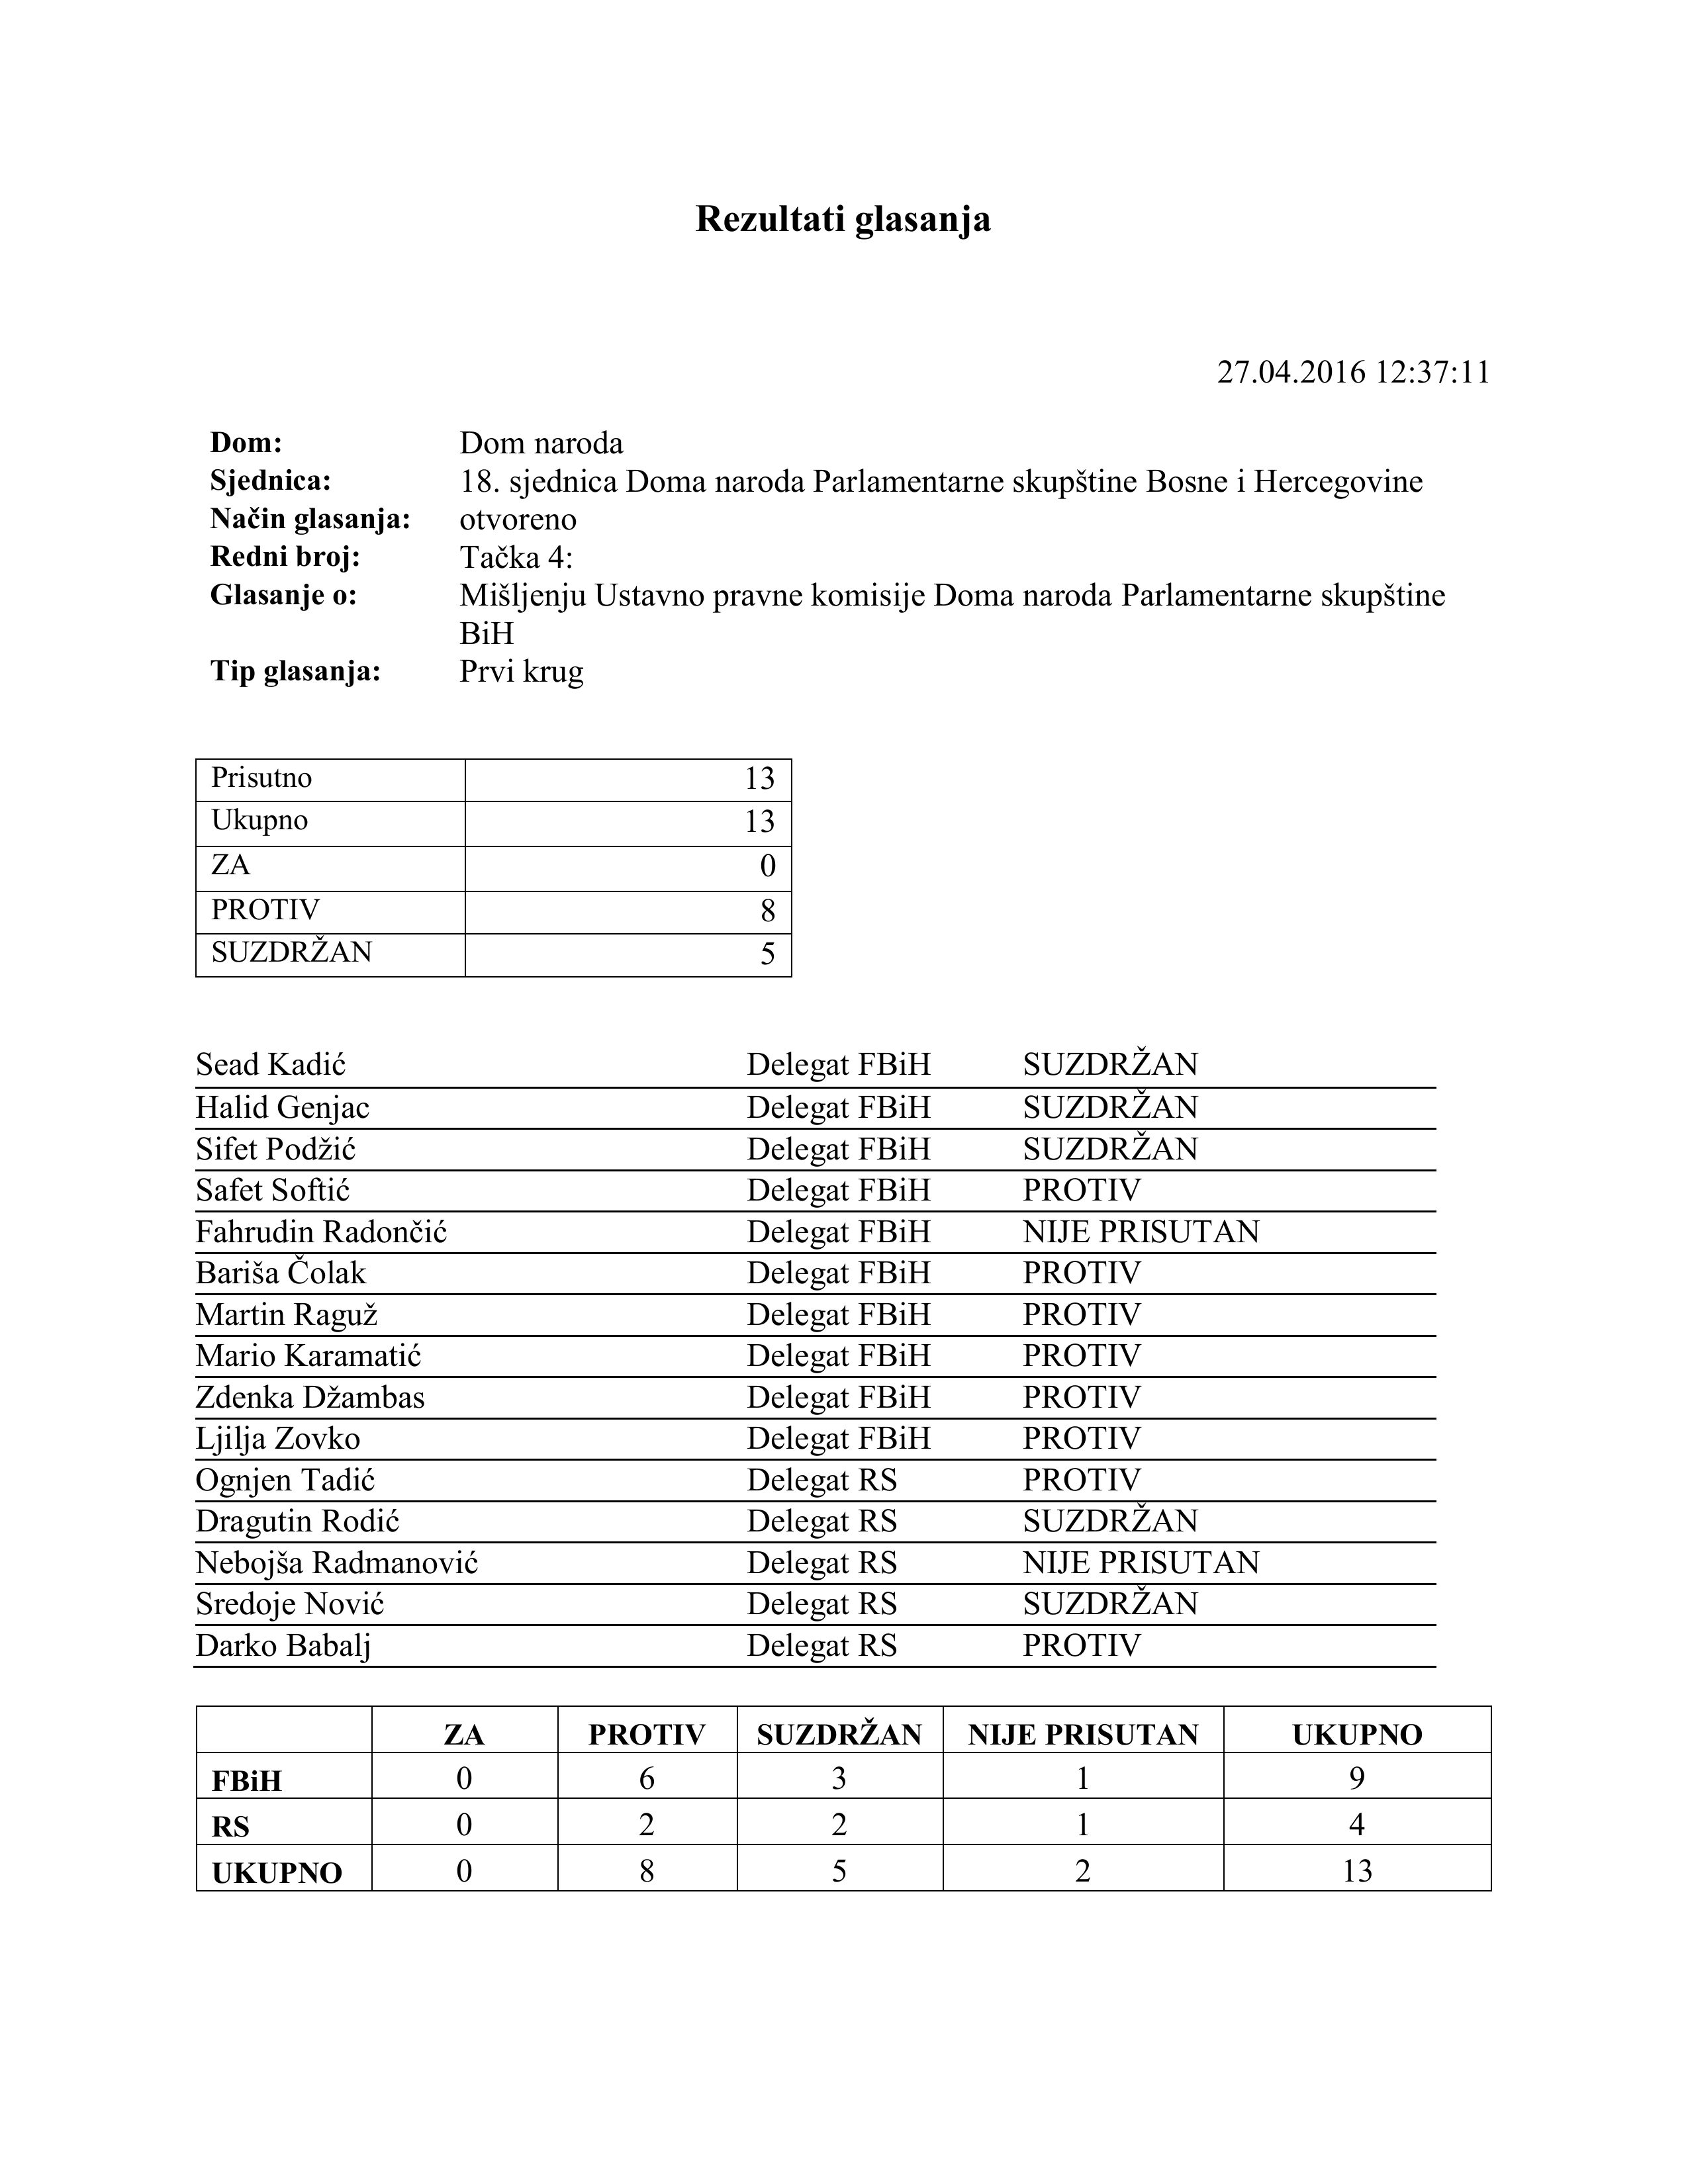 Rezultati glasanja
27.04.2016 12:37:11
Dom: Dom naroda
Sjednica: 18. sjednica Doma naroda Parlamentarne skupštine Bosne i Hercegovine
Način glasanja: otvoreno
Redni broj: Tačka 4:
Glasanje o: Mišljenju Ustavno pravne komisije Doma naroda Parlamentarne skupštine
BiH
Tip glasanja: Prvi krug
Prisutno 13
Ukupno 13
ZA 0
PROTIV 8
SUZDRŽAN 5
Sead Kadić Delegat FBiH SUZDRŽAN
Halid Genjac Delegat FBiH SUZDRŽAN
Sifet Podžić Delegat FBiH SUZDRŽAN
Safet Softić Delegat FBiH PROTIV
Fahrudin Radončić Delegat FBiH NIJE PRISUTAN
Bariša Čolak Delegat FBiH PROTIV
Martin Raguž Delegat FBiH PROTIV
Mario Karamatić Delegat FBiH PROTIV
Zdenka Džambas Delegat FBiH PROTIV
Ljilja Zovko Delegat FBiH PROTIV
Ognjen Tadić Delegat RS PROTIV
Dragutin Rodić Delegat RS SUZDRŽAN
Nebojša Radmanović Delegat RS NIJE PRISUTAN
Sredoje Nović Delegat RS SUZDRŽAN
Darko Babalj Delegat RS PROTIV
ZA PROTIV SUZDRŽAN NIJE PRISUTAN UKUPNO
FBiH 0 6 3 1 9
RS 0 2 2 1 4
UKUPNO 0 8 5 2 13